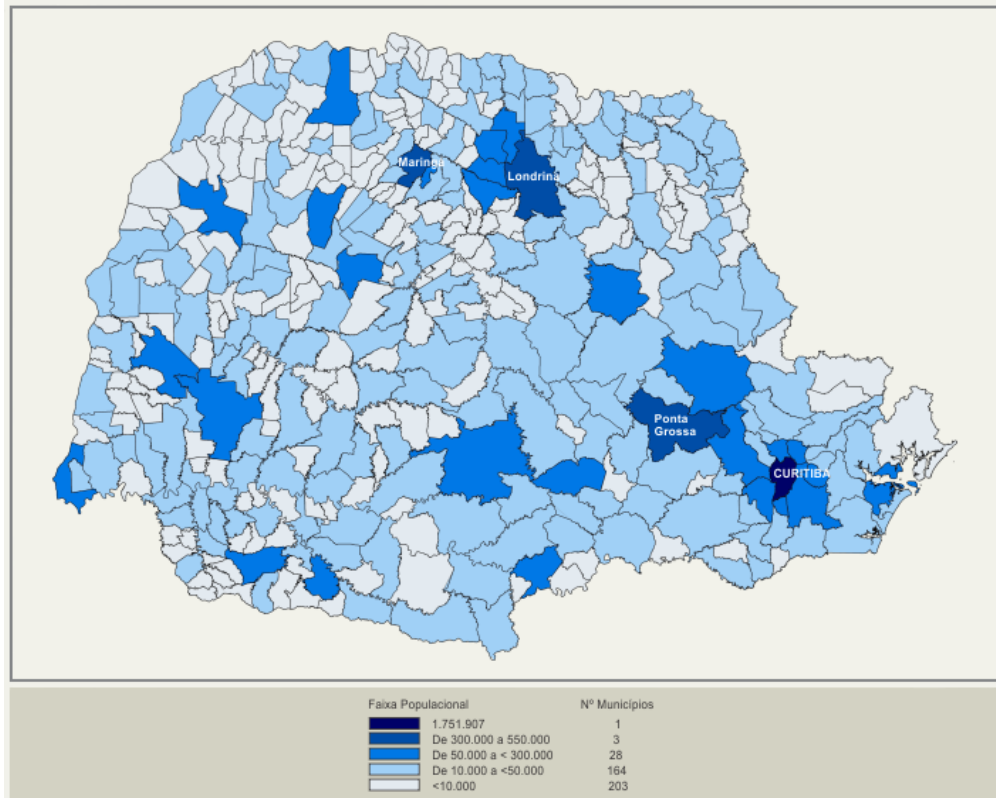 Maringá
Londrina
Ponta
Grossa
CURITIBA
Faixa Populacional Nº Municípios
1.751.907 1
De 300.000 a 550.000 3
De 50.000 a < 300.000 28
De 10.000 a <50.000 164
<10.000 203